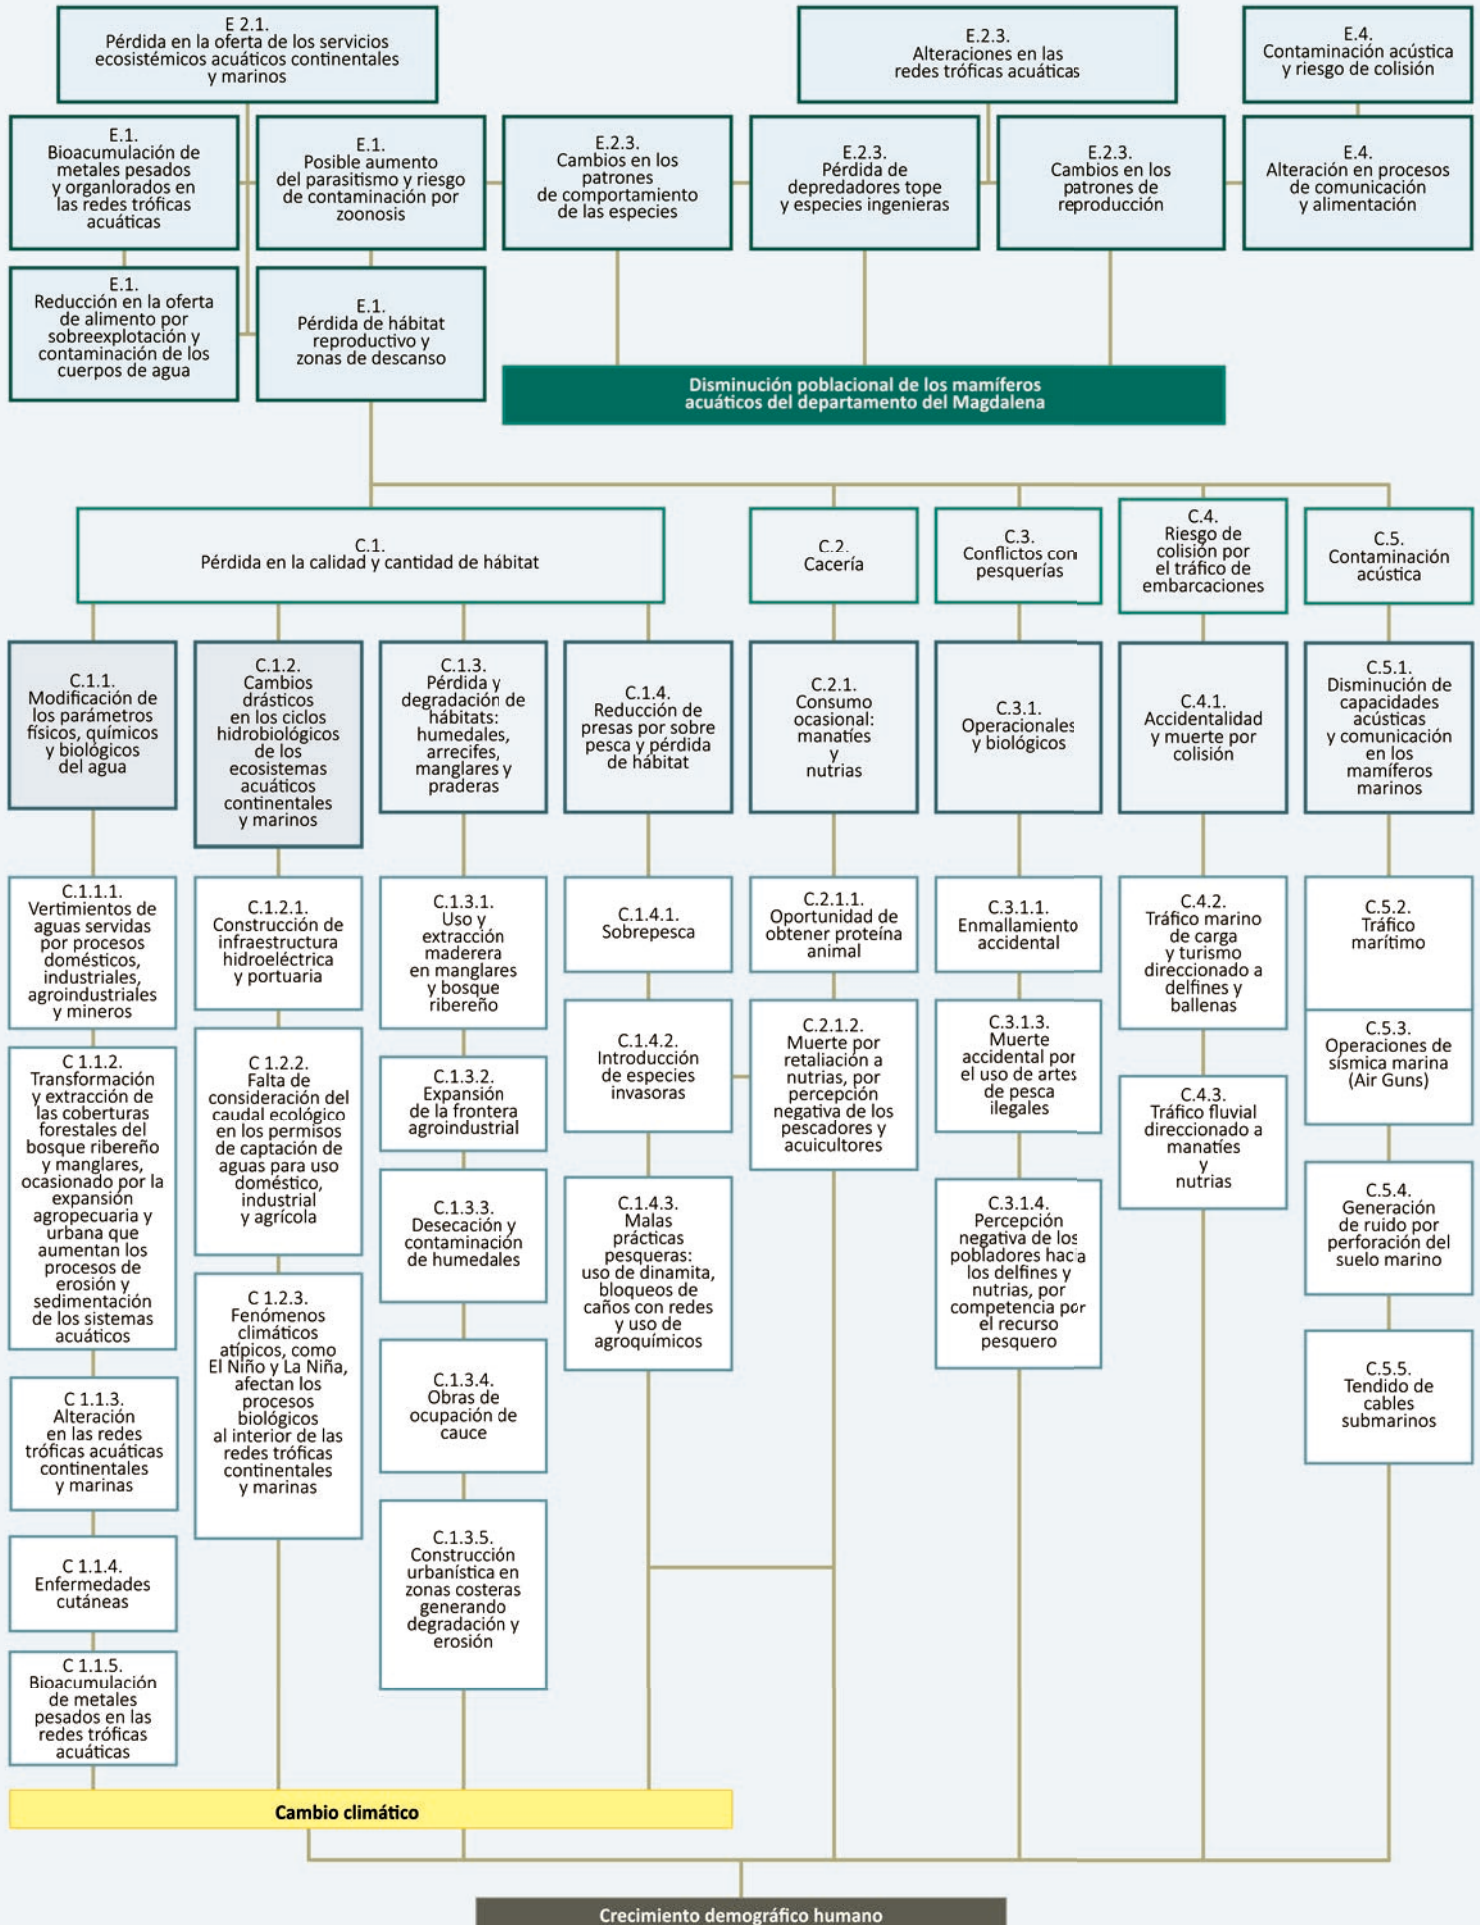 E 2.1.
Pérdida en la oferta de los servicios
ecosistémicos acuáticos continentales
y marinos
E.2.3.
Alteraciones en las
redes tróficas acuáticas
E.4.
Contaminación acústica
y riesgo de colisión
E.1.
Bioacumulación de
metales pesados
y organlorados en
las redes tróficas
acuáticas
E.1.
Posible aumento
del parasitismo y riesgo
de contaminación por
zoonosis
E.2.3.
Cambios en los
patrones
de comportamiento
de las especies
E.2.3.
Pérdida de
depredadores tope
y especies ingenieras
E.2.3.
Cambios en los
patrones de
reproducción
E.4.
Alteración en procesos
de comunicación
y alimentación
E.1.
Reducción en la oferta
de alimento por
sobreexplotación y
contaminación de los
cuerpos de agua
E.1.
Pérdida de hábitat
reproductivo y
zonas de descanso
Disminución poblacional de los mamíferos
acuáticos del departamento del Magdalena
C.1.
Pérdida en la calidad y cantidad de hábitat
C.2.
Cacería
C.3.
Conflictos con
pesquerías
C.4.
Riesgo de
colisión por
el tráfico de
embarcaciones
C.5.
Contaminación
acústica
C.1.1.
Modificación de
los parámetros
físicos, químicos
y biológicos
del agua
C.1.2.
Cambios
drásticos
en los ciclos
hidrobiológicos
de los
ecosistemas
acuáticos
continentales
y marinos
C.1.3.
Pérdida y
degradación de
hábitats:
humedales,
arrecifes,
manglares y
praderas
C.1.4.
Reducción de
presas por sobre
pesca y pérdida
de hábitat
C.2.1.
Consumo
ocasional:
manatíes
y
nutrias
C.3.1.
Operacionales
y biológicos
C.4.1.
Accidentalidad
y muerte por
colisión
C.5.1.
Disminución de
capacidades
acústicas
y comunicación
en los
mamíferos
marinos
C.1.1.1.
Vertimientos de
aguas servidas
por procesos
domésticos,
industriales,
agroindustriales
y mineros
C 1.1.2.
Transformación
y extracción de
las coberturas
forestales del
bosque ribereño
y manglares,
ocasionado por la
expansión
agropecuaria y
urbana que
aumentan los
procesos de
erosión y
sedimentación
de los sistemas
acuáticos
C 1.1.3.
Alteración
en las redes
tróficas acuáticas
continentales
y marinas
C 1.1.4.
Enfermedades
cutáneas
C 1.1.5.
Bioacumulación
de metales
pesados en las
redes tróficas
acuáticas
C.1.2.1.
Construcción de
infraestructura
hidroeléctrica
y portuaria
C 1.2.2.
Falta de
consideración del
caudal ecológico
en los permisos
de captación de
aguas para uso
doméstico,
industrial
y agrícola
C 1.2.3.
Fenómenos
climáticos
atípicos, como
El Niño y La Niña,
afectan los
procesos
biológicos
al interior de las
redes tróficas
continentales
y marinas
C.1.3.1.
Uso y
extracción
maderera
en manglares
y bosque
ribereño
C.1.3.2.
Expansión
de la frontera
agroindustrial
C.1.3.3.
Desecación y
contaminación
de humedales
C.1.3.4.
Obras de
ocupación de
cauce
C.1.3.5.
Construcción
urbanística en
zonas costeras
generando
degradación y
erosión
C.1.4.1.
Sobrepesca
C.1.4.2.
Introducción
de especies
invasoras
C.1.4.3.
Malas
prácticas
pesqueras:
uso de dinamita,
bloqueos de
caños con redes
y uso de
agroquímicos
C.2.1.1.
Oportunidad de
obtener proteína
animal
C.2.1.2.
Muerte por
retaliación a
nutrias, por
percepción
negativa de los
pescadores y
acuicultores
C.3.1.1.
Enmallamiento
accidental
C.3.1.3.
Muerte
accidental por
el uso de artes
de pesca
ilegales
C.3.1.4.
Percepción
negativa de los
pobladores hacia
los delfines y
nutrias, por
competencia por
el recurso
pesquero
C.4.2.
Tráfico marino
de carga
y turismo
direccionado a
delfines y
ballenas
C.4.3.
Tráfico fluvial
direccionado a
manatíes
y
nutrias
C.5.2.
Tráfico
marítimo
C.5.3.
Operaciones de
sísmica marina
(Air Guns)
C.5.4.
Generación
de ruido por
perforación del
suelo marino
C.5.5.
Tendido de
cables
submarinos
Cambio climático
Crecimiento demográfico humano